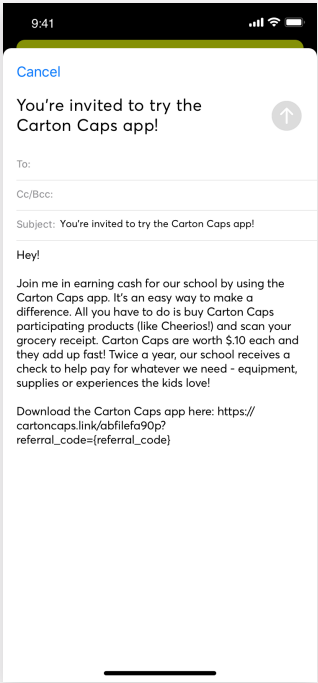 9:41
Cancel
You're invited to try the
Carton Caps app!
To:
Cc/Bcc:
Subject: You're invited to try the Carton Caps app!
Hey!
Join me in earning cash for our school by using the
Carton Caps app. It's an easy way to make a
difference. All you have to do is buy Carton Caps
participating products (like Cheerios!) and scan your
grocery receipt. Carton Caps are worth $.10 each and
they add up fast! Twice a year, our school receives a
check to help pay for whatever we need - equipment,
supplies or experiences the kids love!
Download the Carton Caps app here: https://
cartoncaps.link/abfilefa90p?
referral_code={referral_code}